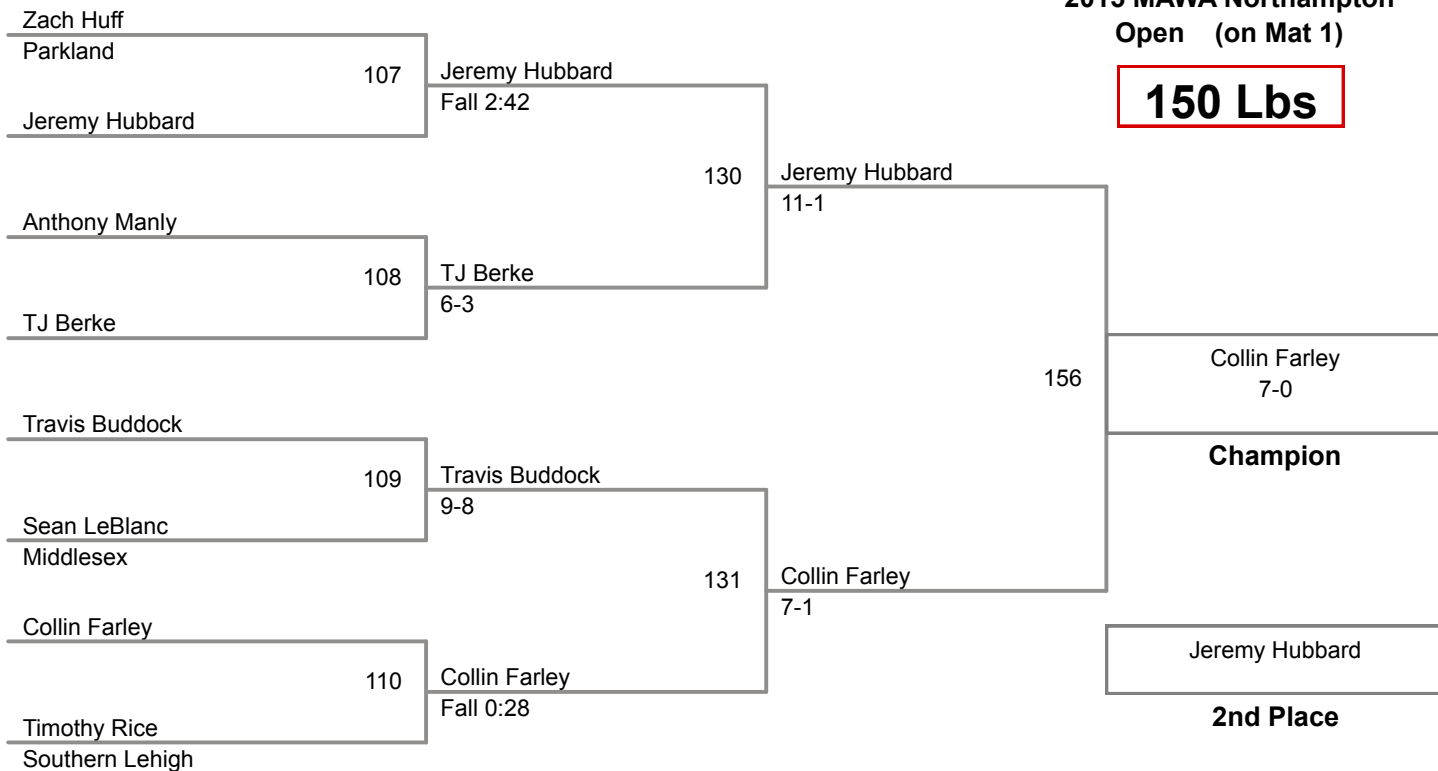 2015 MAWA Northampton
Open (on Mat 1)
150 Lbs
Zach Huff
Parkland
107
Jeremy Hubbard
Jeremy Hubbard
Fall 2:42
Anthony Manly
108
TJ Berke
TJ Berke
6-3
130
Jeremy Hubbard
11-1
Travis Buddock
109
Sean LeBlanc
Middlesex
Travis Buddock
9-8
Collin Farley
110
Timothy Rice
Southern Lehigh
Collin Farley
Fall 0:28
131
Collin Farley
7-1
156
Collin Farley
7-0
Champion
Jeremy Hubbard
2nd Place